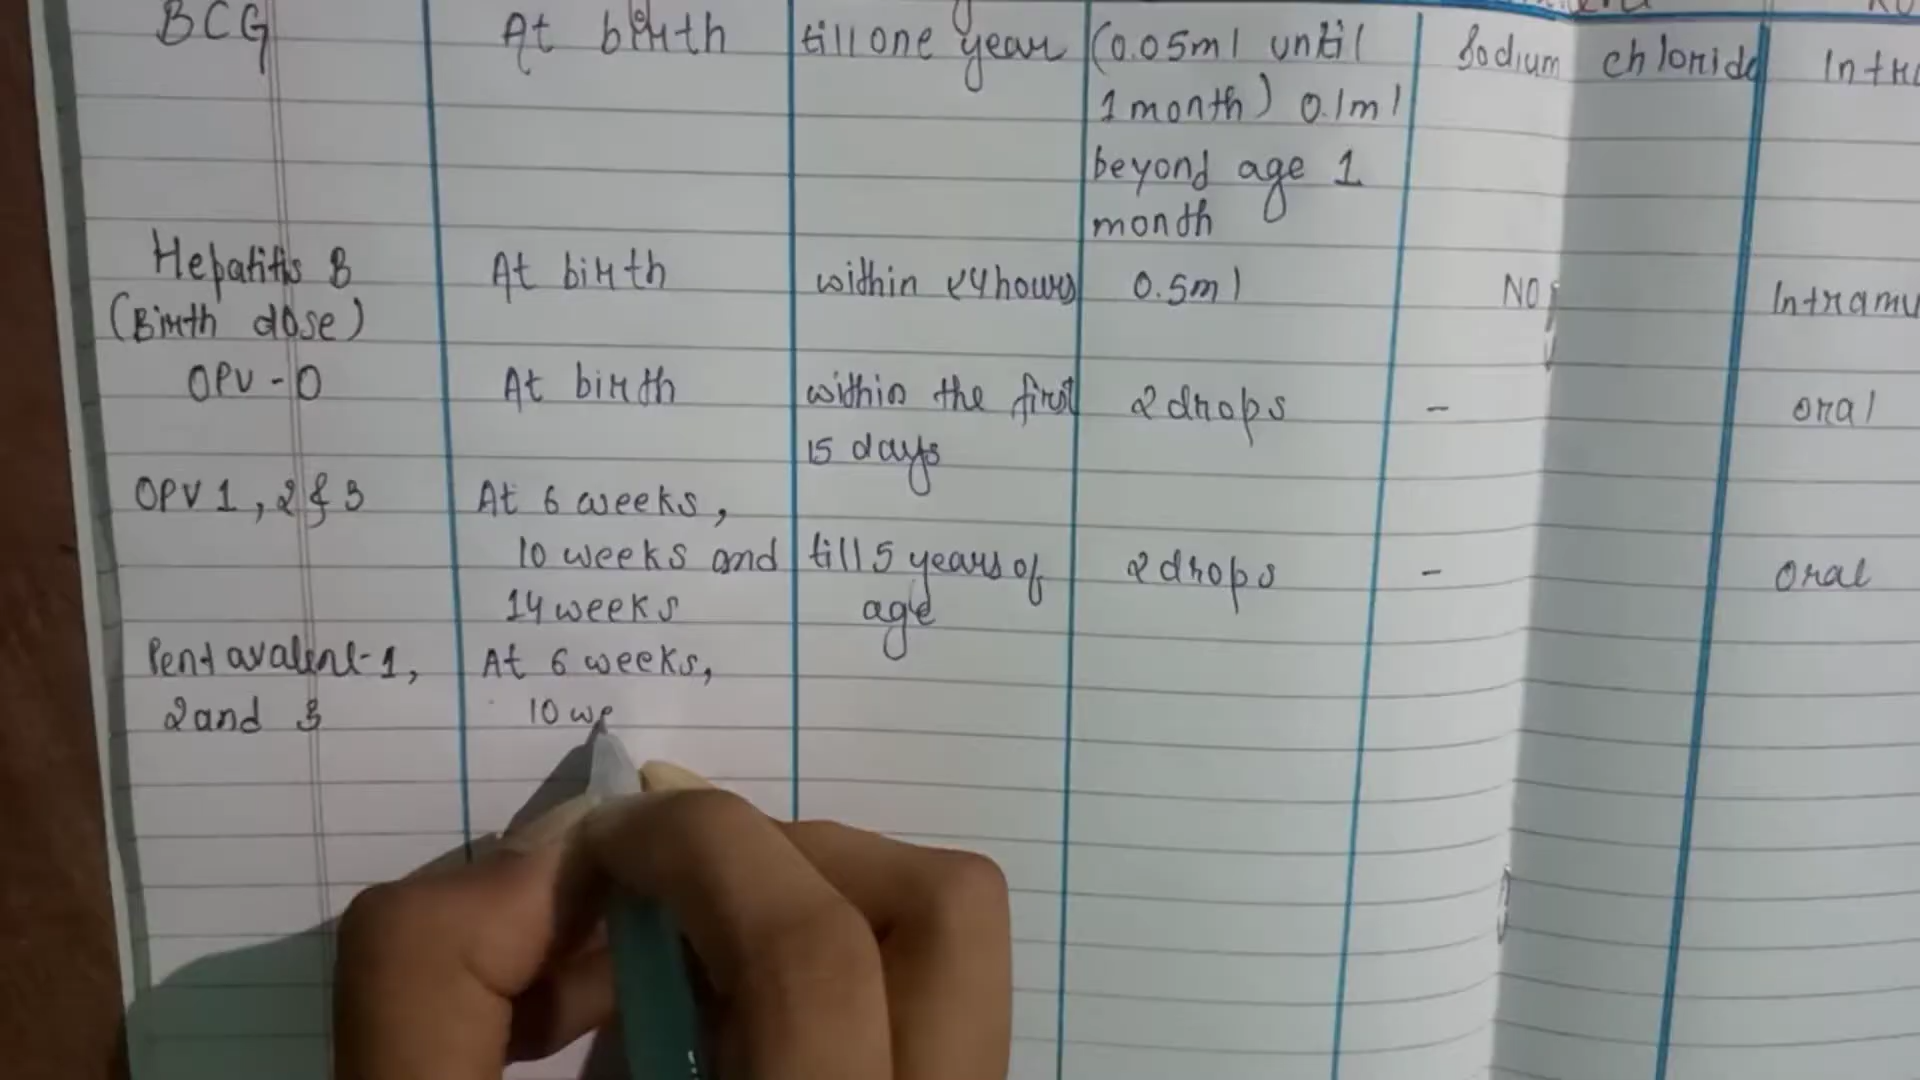 BCG At birth till one year (0.05ml until Sodium chloride
1 month) 0.1ml
beyond age 1
month
Hepatitis B At birth within 24 hours 0.5ml NO
(Birth dose)
OPV - O At birth within the first 2 drops - oral
15 days
OPV 1, 2 & 3 At 6 weeks,
10 weeks and till 5 years of 2 drops - oral
14 weeks age
Pentavalent-1, At 6 weeks,
2 and 3 10 we